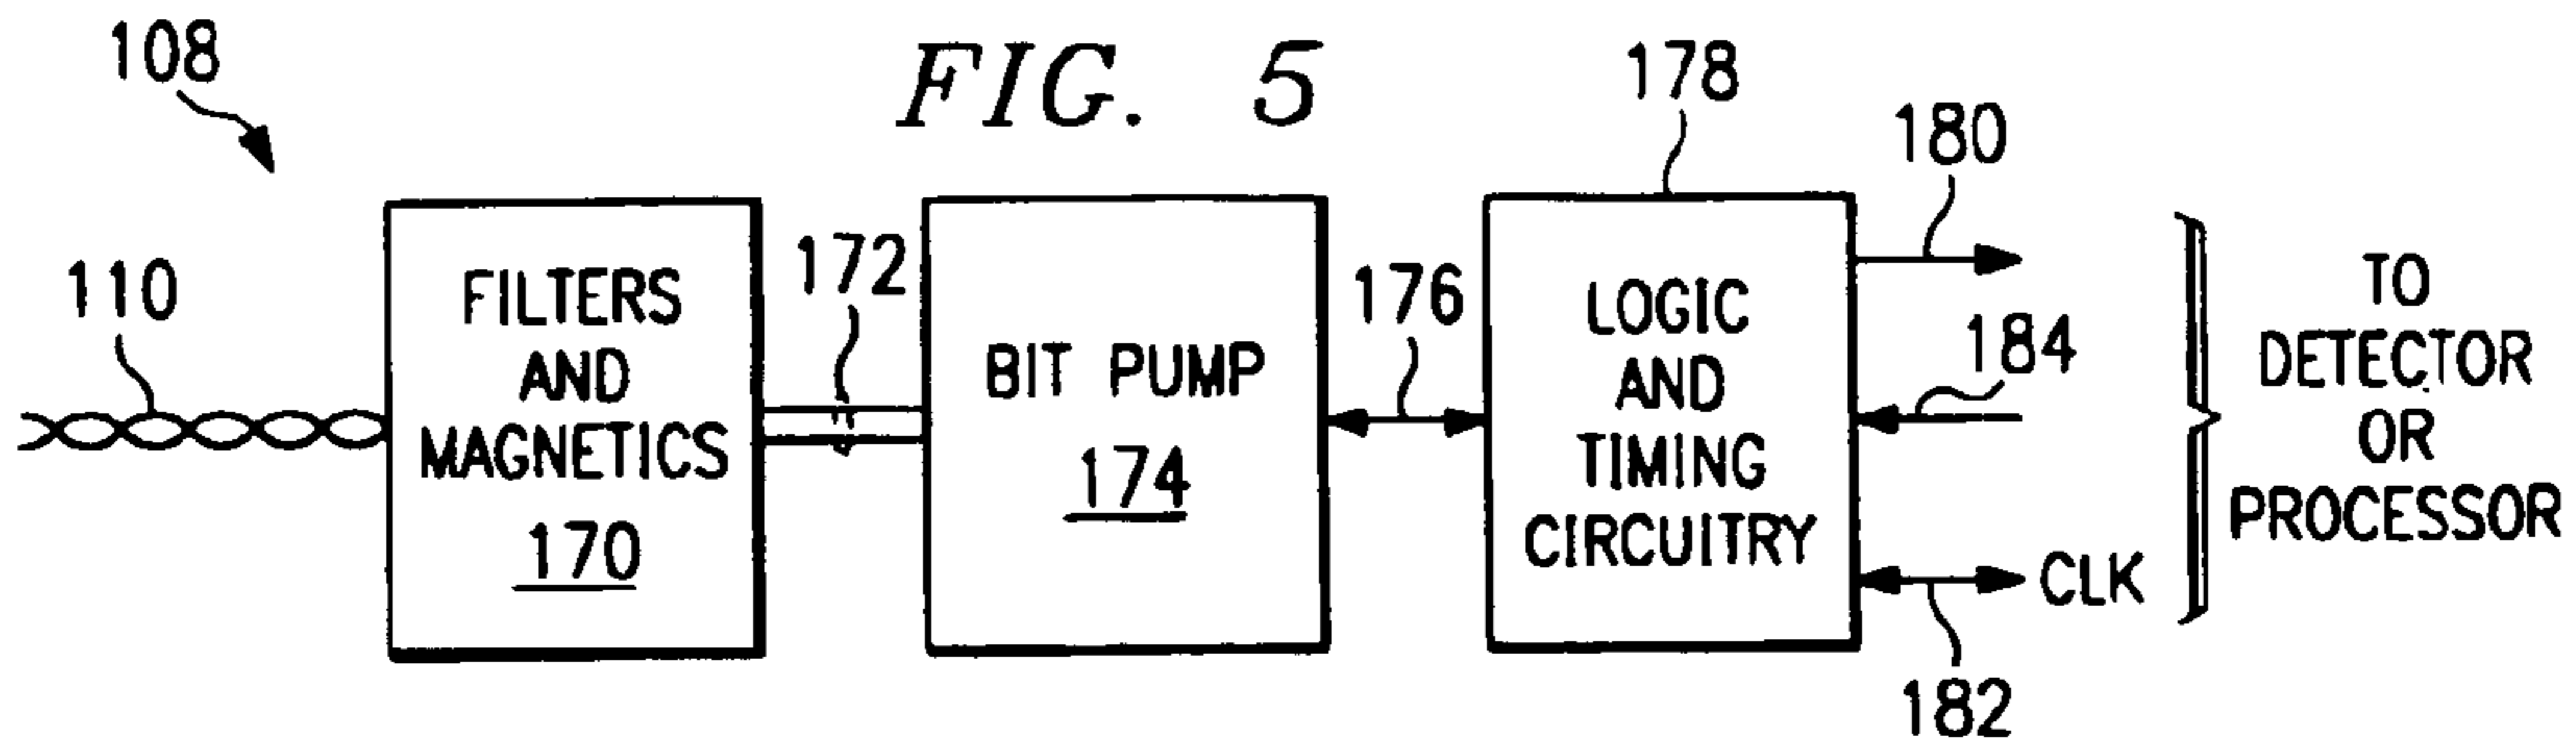 FIG. 5
108
110
FILTERS
AND
MAGNETICS
170
172
BIT PUMP
174
176
178
LOGIC
AND
TIMING
CIRCUITRY
180
184
CLK
182
TO
DETECTOR
OR
PROCESSOR